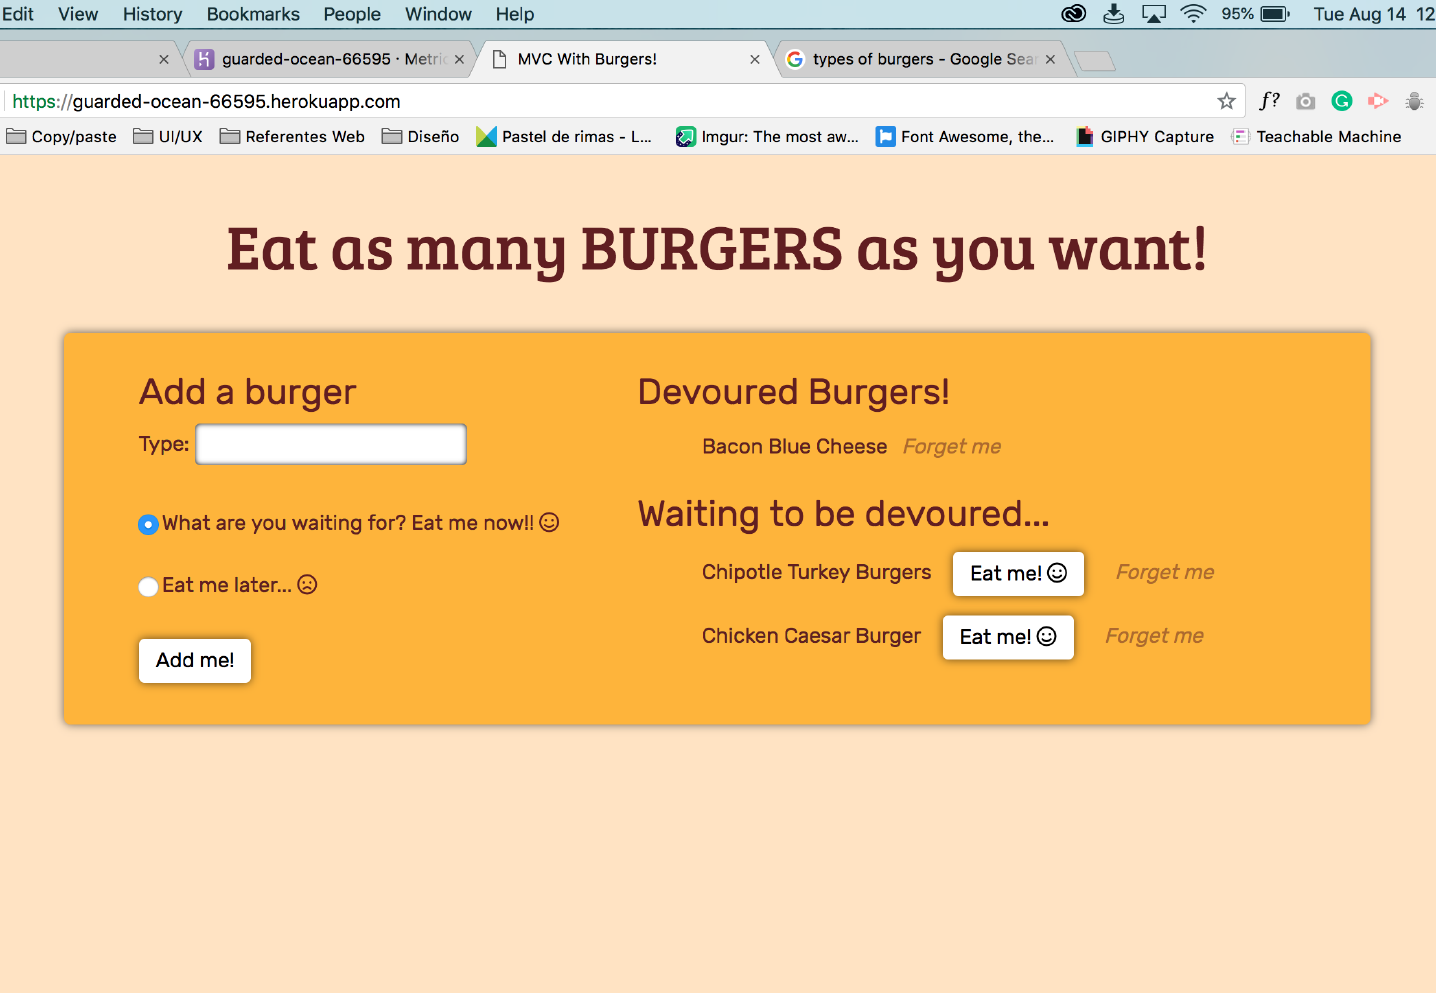 Edit View History Bookmarks People Window Help 95% Tue Aug 14 12
guarded-ocean-66595 · Metric MVC With Burgers! types of burgers - Google Sear
https://guarded-ocean-66595.herokuapp.com f?
Copy/paste UI/UX Referentes Web Diseño Pastel de rimas - L... Imgur: The most aw... Font Awesome, the... GIPHY Capture Teachable Machine
Eat as many BURGERS as you want!
Add a burger
Type:
What are you waiting for? Eat me now!!
Eat me later...
Add me!
Devoured Burgers!
Bacon Blue Cheese Forget me
Waiting to be devoured...
Chipotle Turkey Burgers Eat me! Forget me
Chicken Caesar Burger Eat me! Forget me